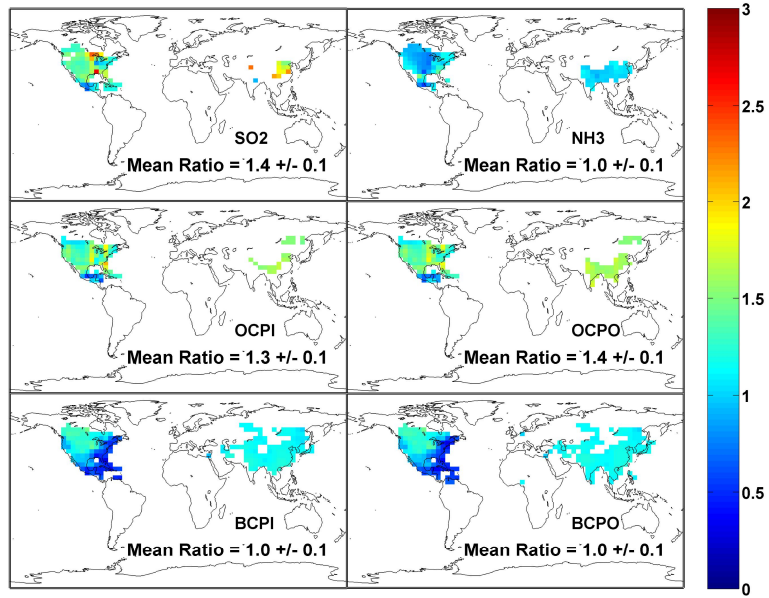 SO2
Mean Ratio = 1.4 +/- 0.1
NH3
Mean Ratio = 1.0 +/- 0.1
OCPI
Mean Ratio = 1.3 +/- 0.1
OCPO
Mean Ratio = 1.4 +/- 0.1
BCPI
Mean Ratio = 1.0 +/- 0.1
BCPO
Mean Ratio = 1.0 +/- 0.1
3
2.5
2
1.5
1
0.5
0